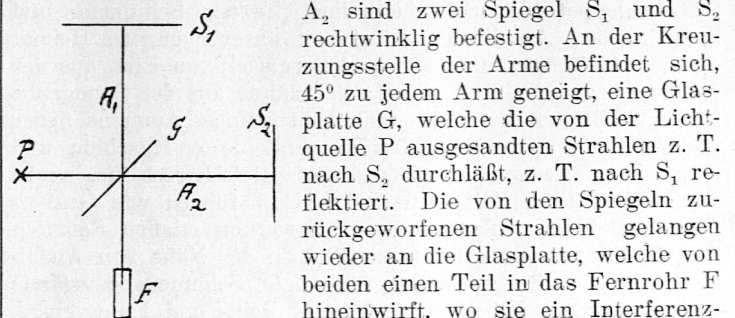 S₁
A₁
G
S₂
P
A₂
F
A₂ sind zwei Spiegel S₁ und S₂
rechtwinklig befestigt. An der Kreu-
zungsstelle der Arme befindet sich,
45⁰ zu jedem Arm geneigt, eine Glas-
platte G, welche die von der Licht-
quelle P ausgesandten Strahlen z. T.
nach S₂ durchläßt, z. T. nach S₁ re-
flektiert. Die von den Spiegeln zu-
rückgeworfenen Strahlen gelangen
wieder an die Glasplatte, welche von
beiden einen Teil in das Fernrohr F
hineinwirft, wo sie ein Interferenz-